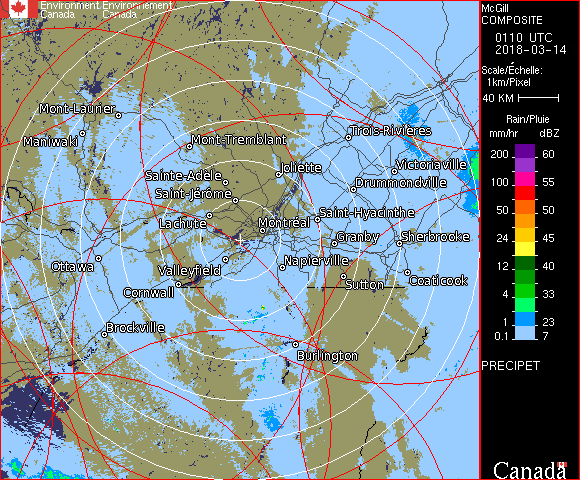 Environment Environnement
Canada Canada
McGill
COMPOSITE
0110 UTC
2018-03-14
Scale/Échelle:
1km/Pixel
40 KM
Rain/Pluie
mm/hr dBZ
200 60
100 55
50 50
24 45
12 40
4 33
1 23
0.1 7
PRECIPET
Canada
Mont-Laurier
Maniwaki
Mont-Tremblant
Trois-Rivières
Sainte-Adèle
Joliette
Victoriaville
Saint-Jérôme
Drummondville
Lachute
Montréal
Saint-Hyacinthe
Granby
Sherbrooke
Ottawa
Valleyfield
Napierville
Cornwall
Sutton
Coaticook
Brockville
Burlington